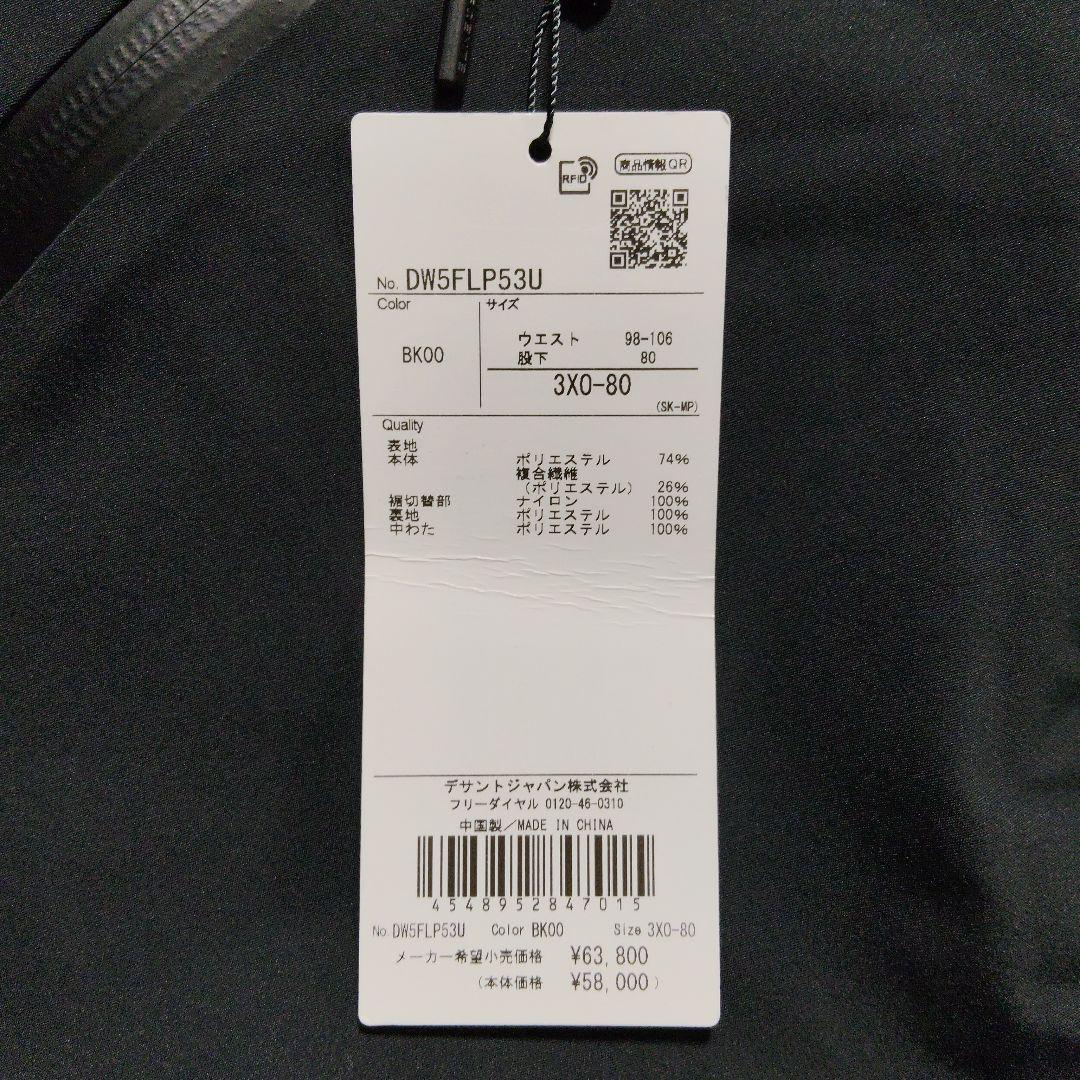 RFID
商品情報QR
No. DW5FLP53U
Color サイズ
ウエスト 98-106
BK00
股下 80
3XO-80
(SK-MP)
Quality
表地
本体 ポリエステル 74%
複合繊維
(ポリエステル) 26%
裾切替部 ナイロン 100%
裏地 ポリエステル 100%
中わた ポリエステル 100%
デサントジャパン株式会社
フリーダイヤル 0120-46-0310
中国製/MADE IN CHINA
4548952847015
No. DW5FLP53U Color BK00 Size 3XO-80
メーカー希望小売価格 ¥63,800
(本体価格 ¥58,000)